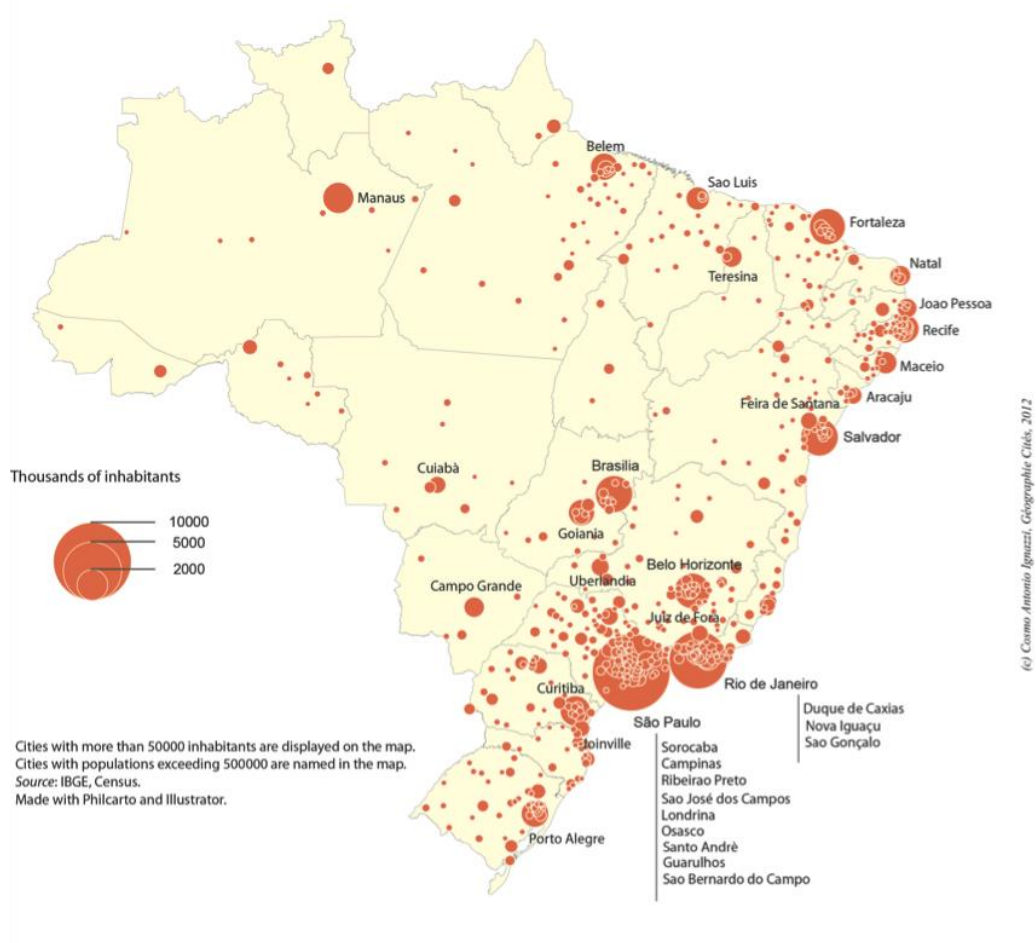 Belem
Manaus
Sao Luis
Fortaleza
Teresina
Natal
Joao Pessoa
Recife
Maceio
Aracaju
Feira de Santana
Salvador
Thousands of inhabitants
10000
5000
2000
Cuiabà
Brasilia
Goiania
Campo Grande
Uberlandia
Belo Horizonte
Juiz de Fora
Rio de Janeiro
Duque de Caxias
Nova Iguaçu
Sao Gonçalo
Curitiba
São Paulo
Sorocaba
Campinas
Ribeirao Preto
Sao José dos Campos
Londrina
Osasco
Santo Andrè
Guarulhos
Sao Bernardo do Campo
Joinville
Porto Alegre
Cities with more than 50000 inhabitants are displayed on the map.
Cities with populations exceeding 500000 are named in the map.
Source: IBGE, Census.
Made with Philcarto and Illustrator.
(c) Cosmo Antonio Ignazzi, Géographie Cités, 2012